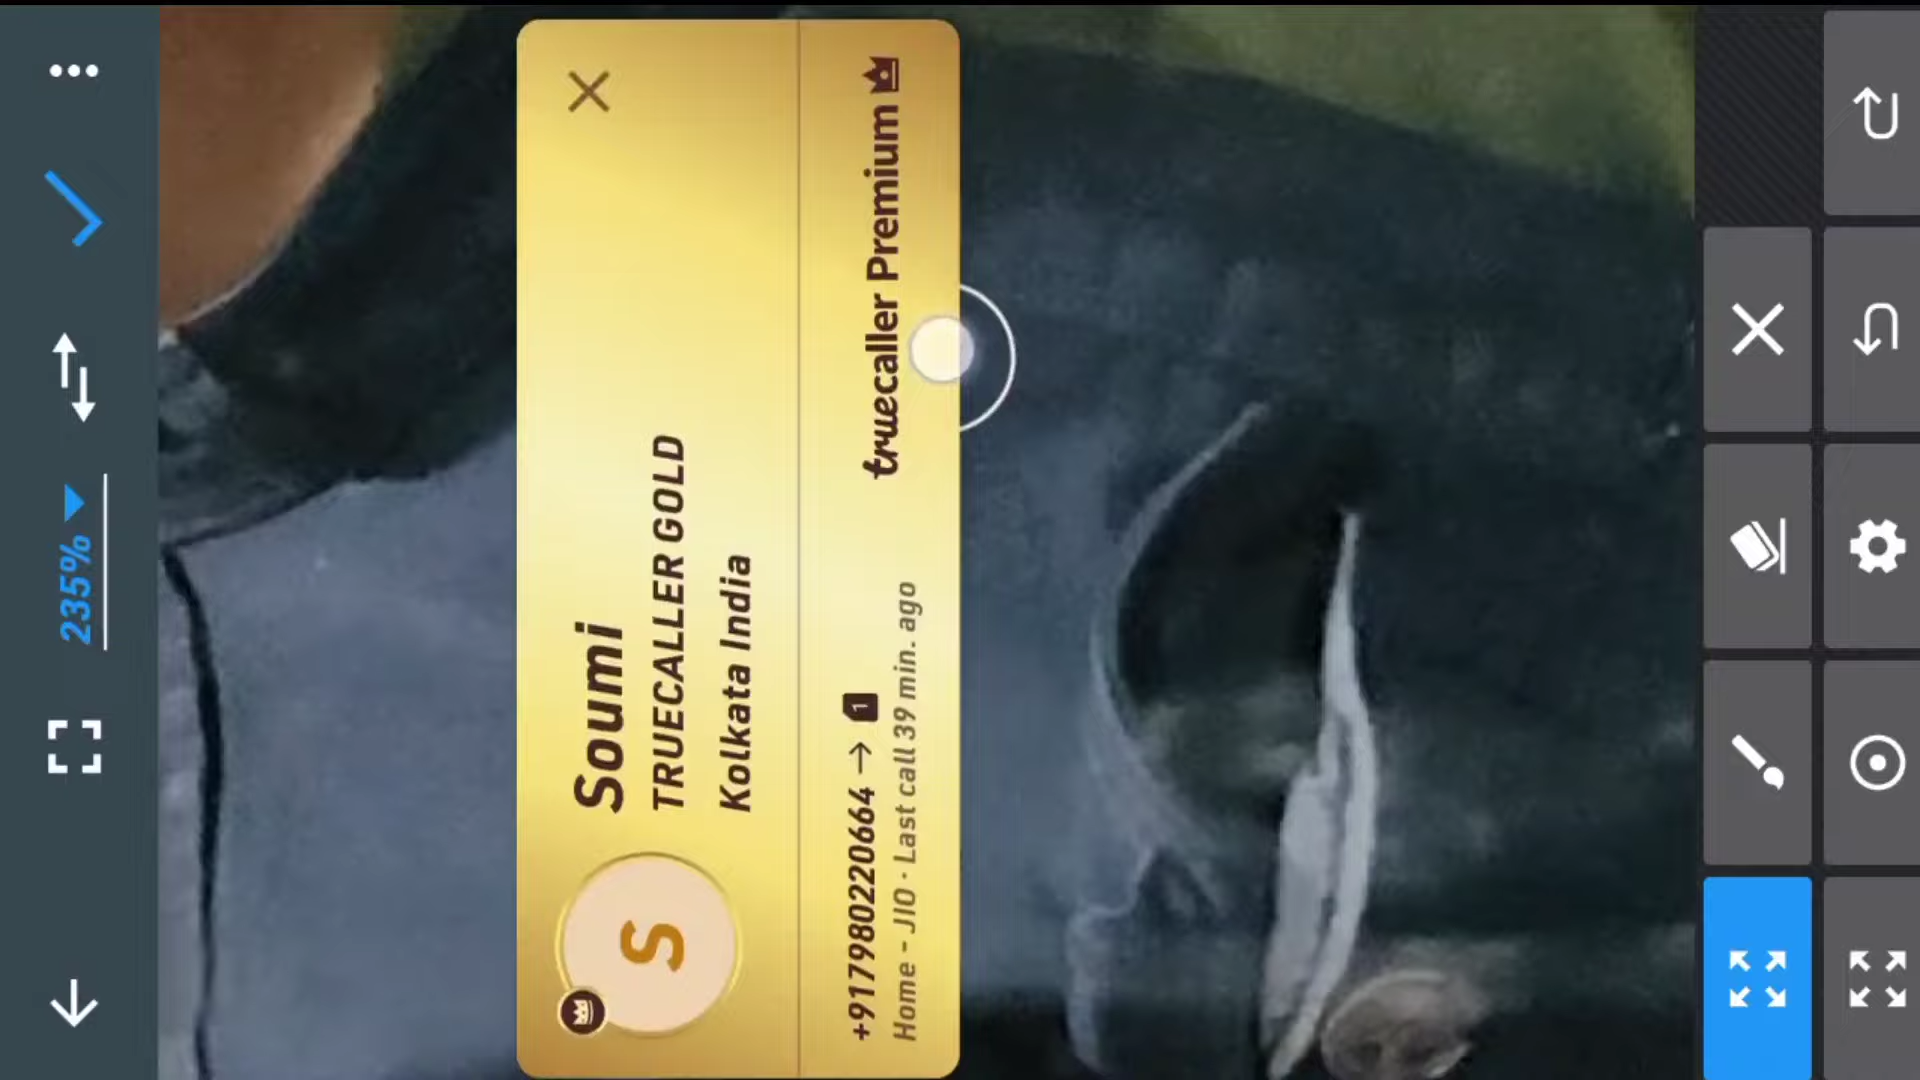 Soumi
TRUECALLER GOLD
Kolkata India
S
+917980220664 → 1
Home - JIO · Last call 39 min. ago
truecaller Premium
235%